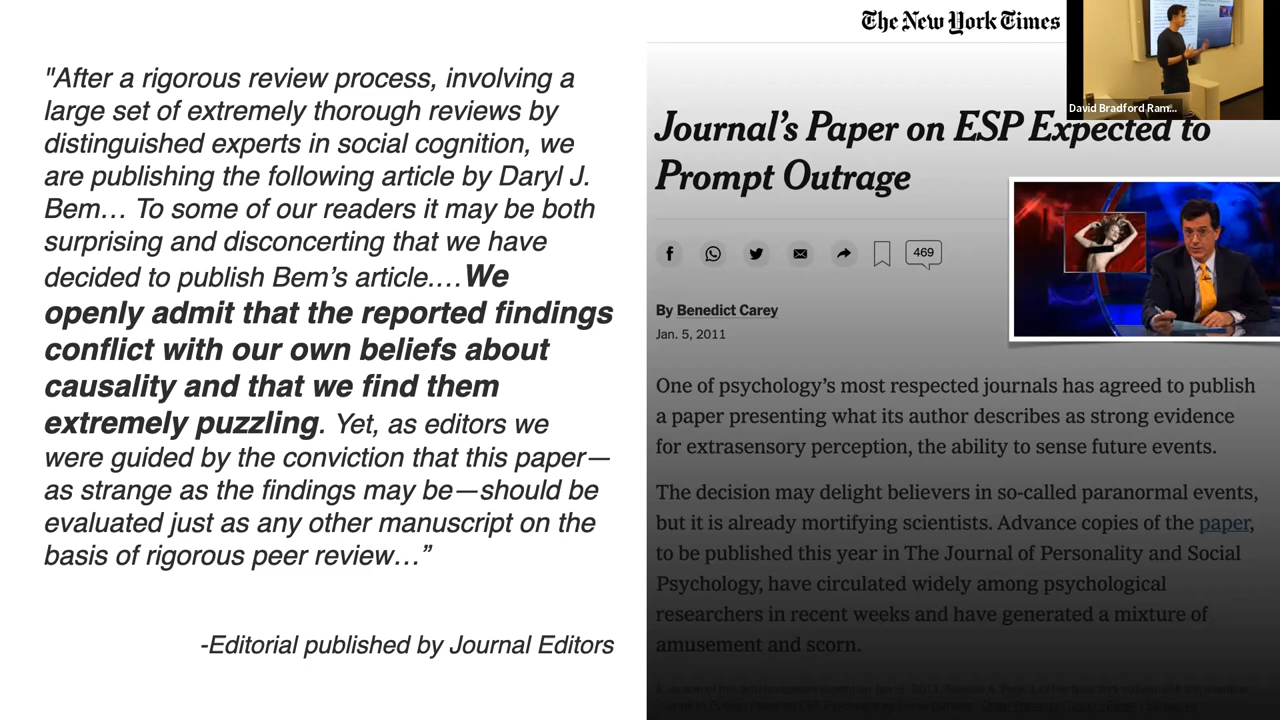 "After a rigorous review process, involving a
large set of extremely thorough reviews by
distinguished experts in social cognition, we
are publishing the following article by Daryl J.
Bem… To some of our readers it may be both
surprising and disconcerting that we have
decided to publish Bem's article.…We
openly admit that the reported findings
conflict with our own beliefs about
causality and that we find them
extremely puzzling. Yet, as editors we
were guided by the conviction that this paper—
as strange as the findings may be—should be
evaluated just as any other manuscript on the
basis of rigorous peer review…”
-Editorial published by Journal Editors
The New York Times
David Bradford Ram...
Journal’s Paper on ESP Expected to
Prompt Outrage
469
By Benedict Carey
Jan. 5, 2011
One of psychology’s most respected journals has agreed to publish
a paper presenting what its author describes as strong evidence
for extrasensory perception, the ability to sense future events.
The decision may delight believers in so-called paranormal events,
but it is already mortifying scientists. Advance copies of the paper,
to be published this year in The Journal of Personality and Social
Psychology, have circulated widely among psychological
researchers in recent weeks and have generated a mixture of
amusement and scorn.